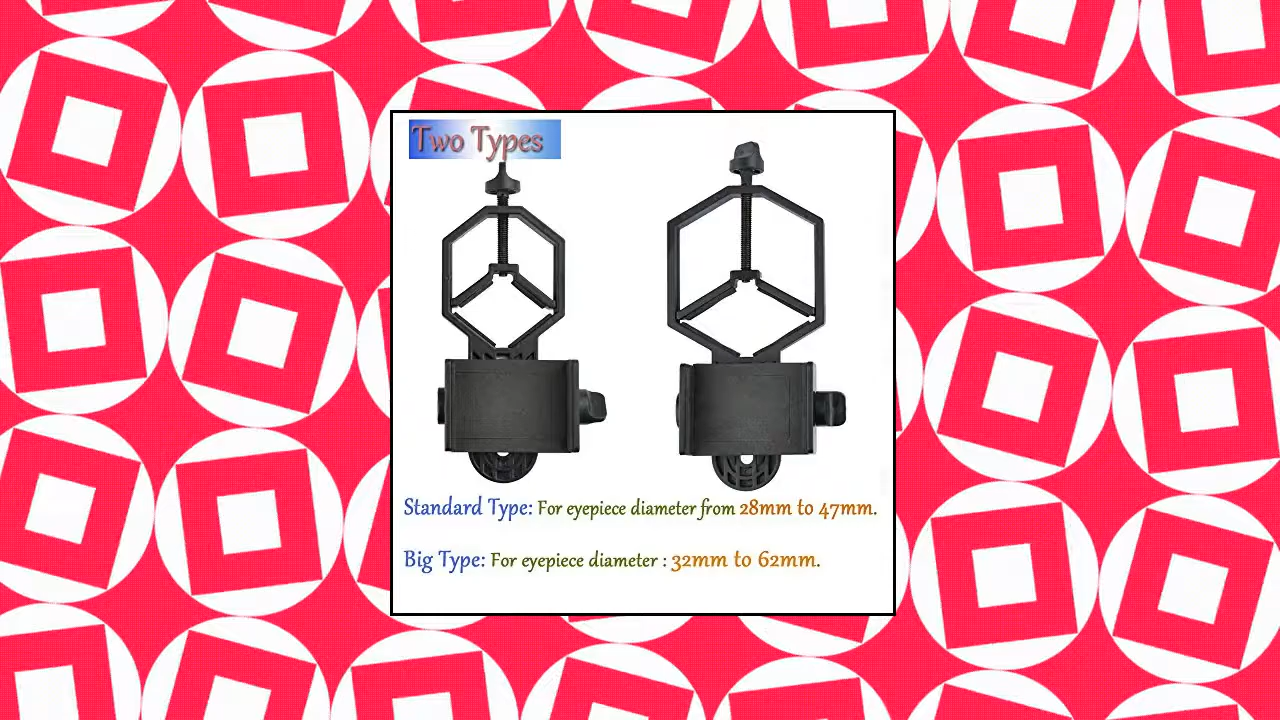 Two Types
Standard Type: For eyepiece diameter from 28mm to 47mm.
Big Type: For eyepiece diameter : 32mm to 62mm.